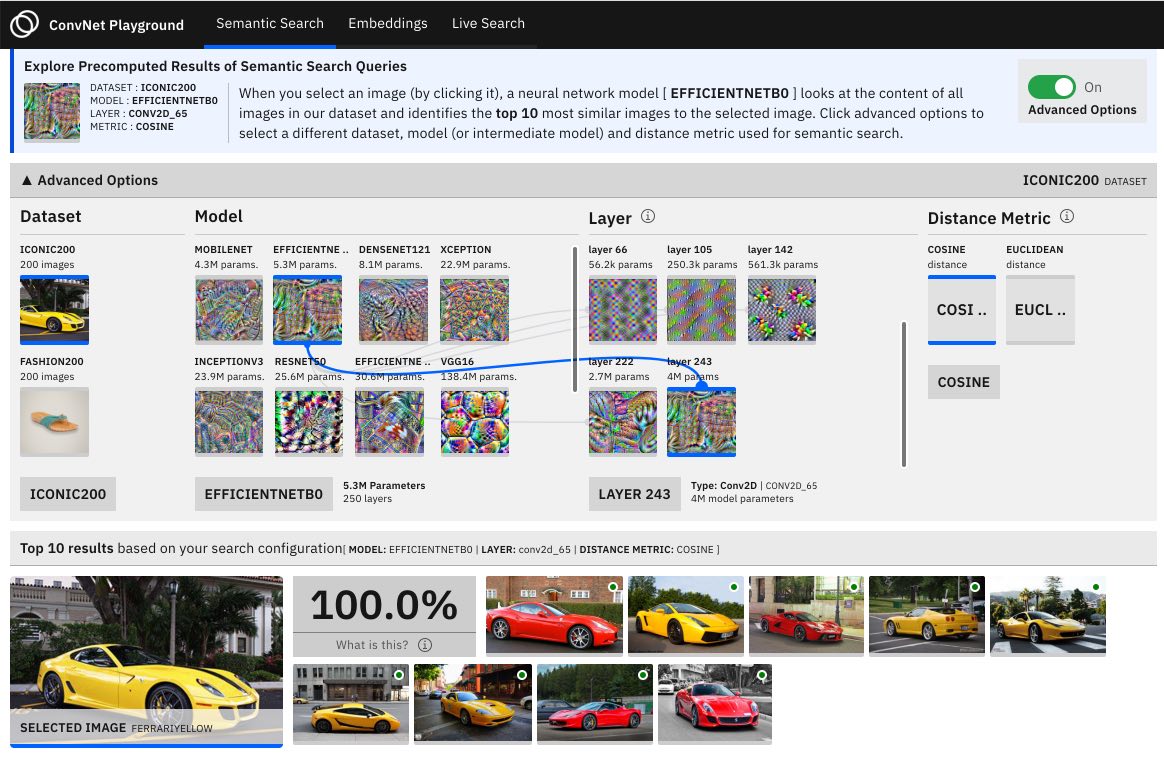 ConvNet Playground
Semantic Search
Embeddings
Live Search
Explore Precomputed Results of Semantic Search Queries
DATASET : ICONIC200
MODEL : EFFICIENTNETB0
LAYER : CONV2D_65
METRIC : COSINE
When you select an image (by clicking it), a neural network model [ EFFICIENTNETB0 ] looks at the content of all
images in our dataset and identifies the top 10 most similar images to the selected image. Click advanced options to
select a different dataset, model (or intermediate model) and distance metric used for semantic search.
On
Advanced Options
▲ Advanced Options
ICONIC200 DATASET
Dataset
ICONIC200
200 images
FASHION200
200 images
ICONIC200
Model
MOBILENET
4.3M params.
EFFICIENTNE ..
5.3M params.
DENSENET121
8.1M params.
XCEPTION
22.9M params.
INCEPTIONV3
23.9M params.
RESNET50
25.6M params.
EFFICIENTNE ..
30.6M params.
VGG16
138.4M params.
EFFICIENTNETB0
5.3M Parameters
250 layers
Layer
layer 66
56.2k params
layer 105
250.3k params
layer 142
561.3k params
layer 222
2.7M params
layer 243
4M params
LAYER 243
Type: Conv2D | CONV2D_65
4M model parameters
Distance Metric
COSINE
distance
EUCLIDEAN
distance
COSI ..
EUCL ..
COSINE
Top 10 results based on your search configuration[ MODEL: EFFICIENTNETB0 | LAYER: conv2d_65 | DISTANCE METRIC: COSINE ]
SELECTED IMAGE FERRARIYELLOW
100.0%
What is this?